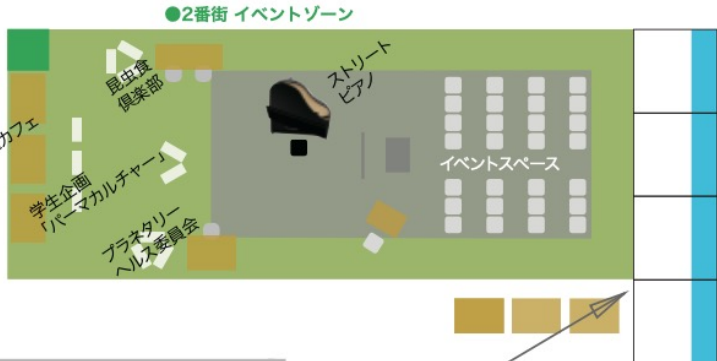 ●2番街 イベントゾーン
昆虫食
倶楽部
ストリート
ピアノ
カフェ
イベントスペース
学生企画
「パーマカルチャー」
プラネタリー
ヘルス委員会